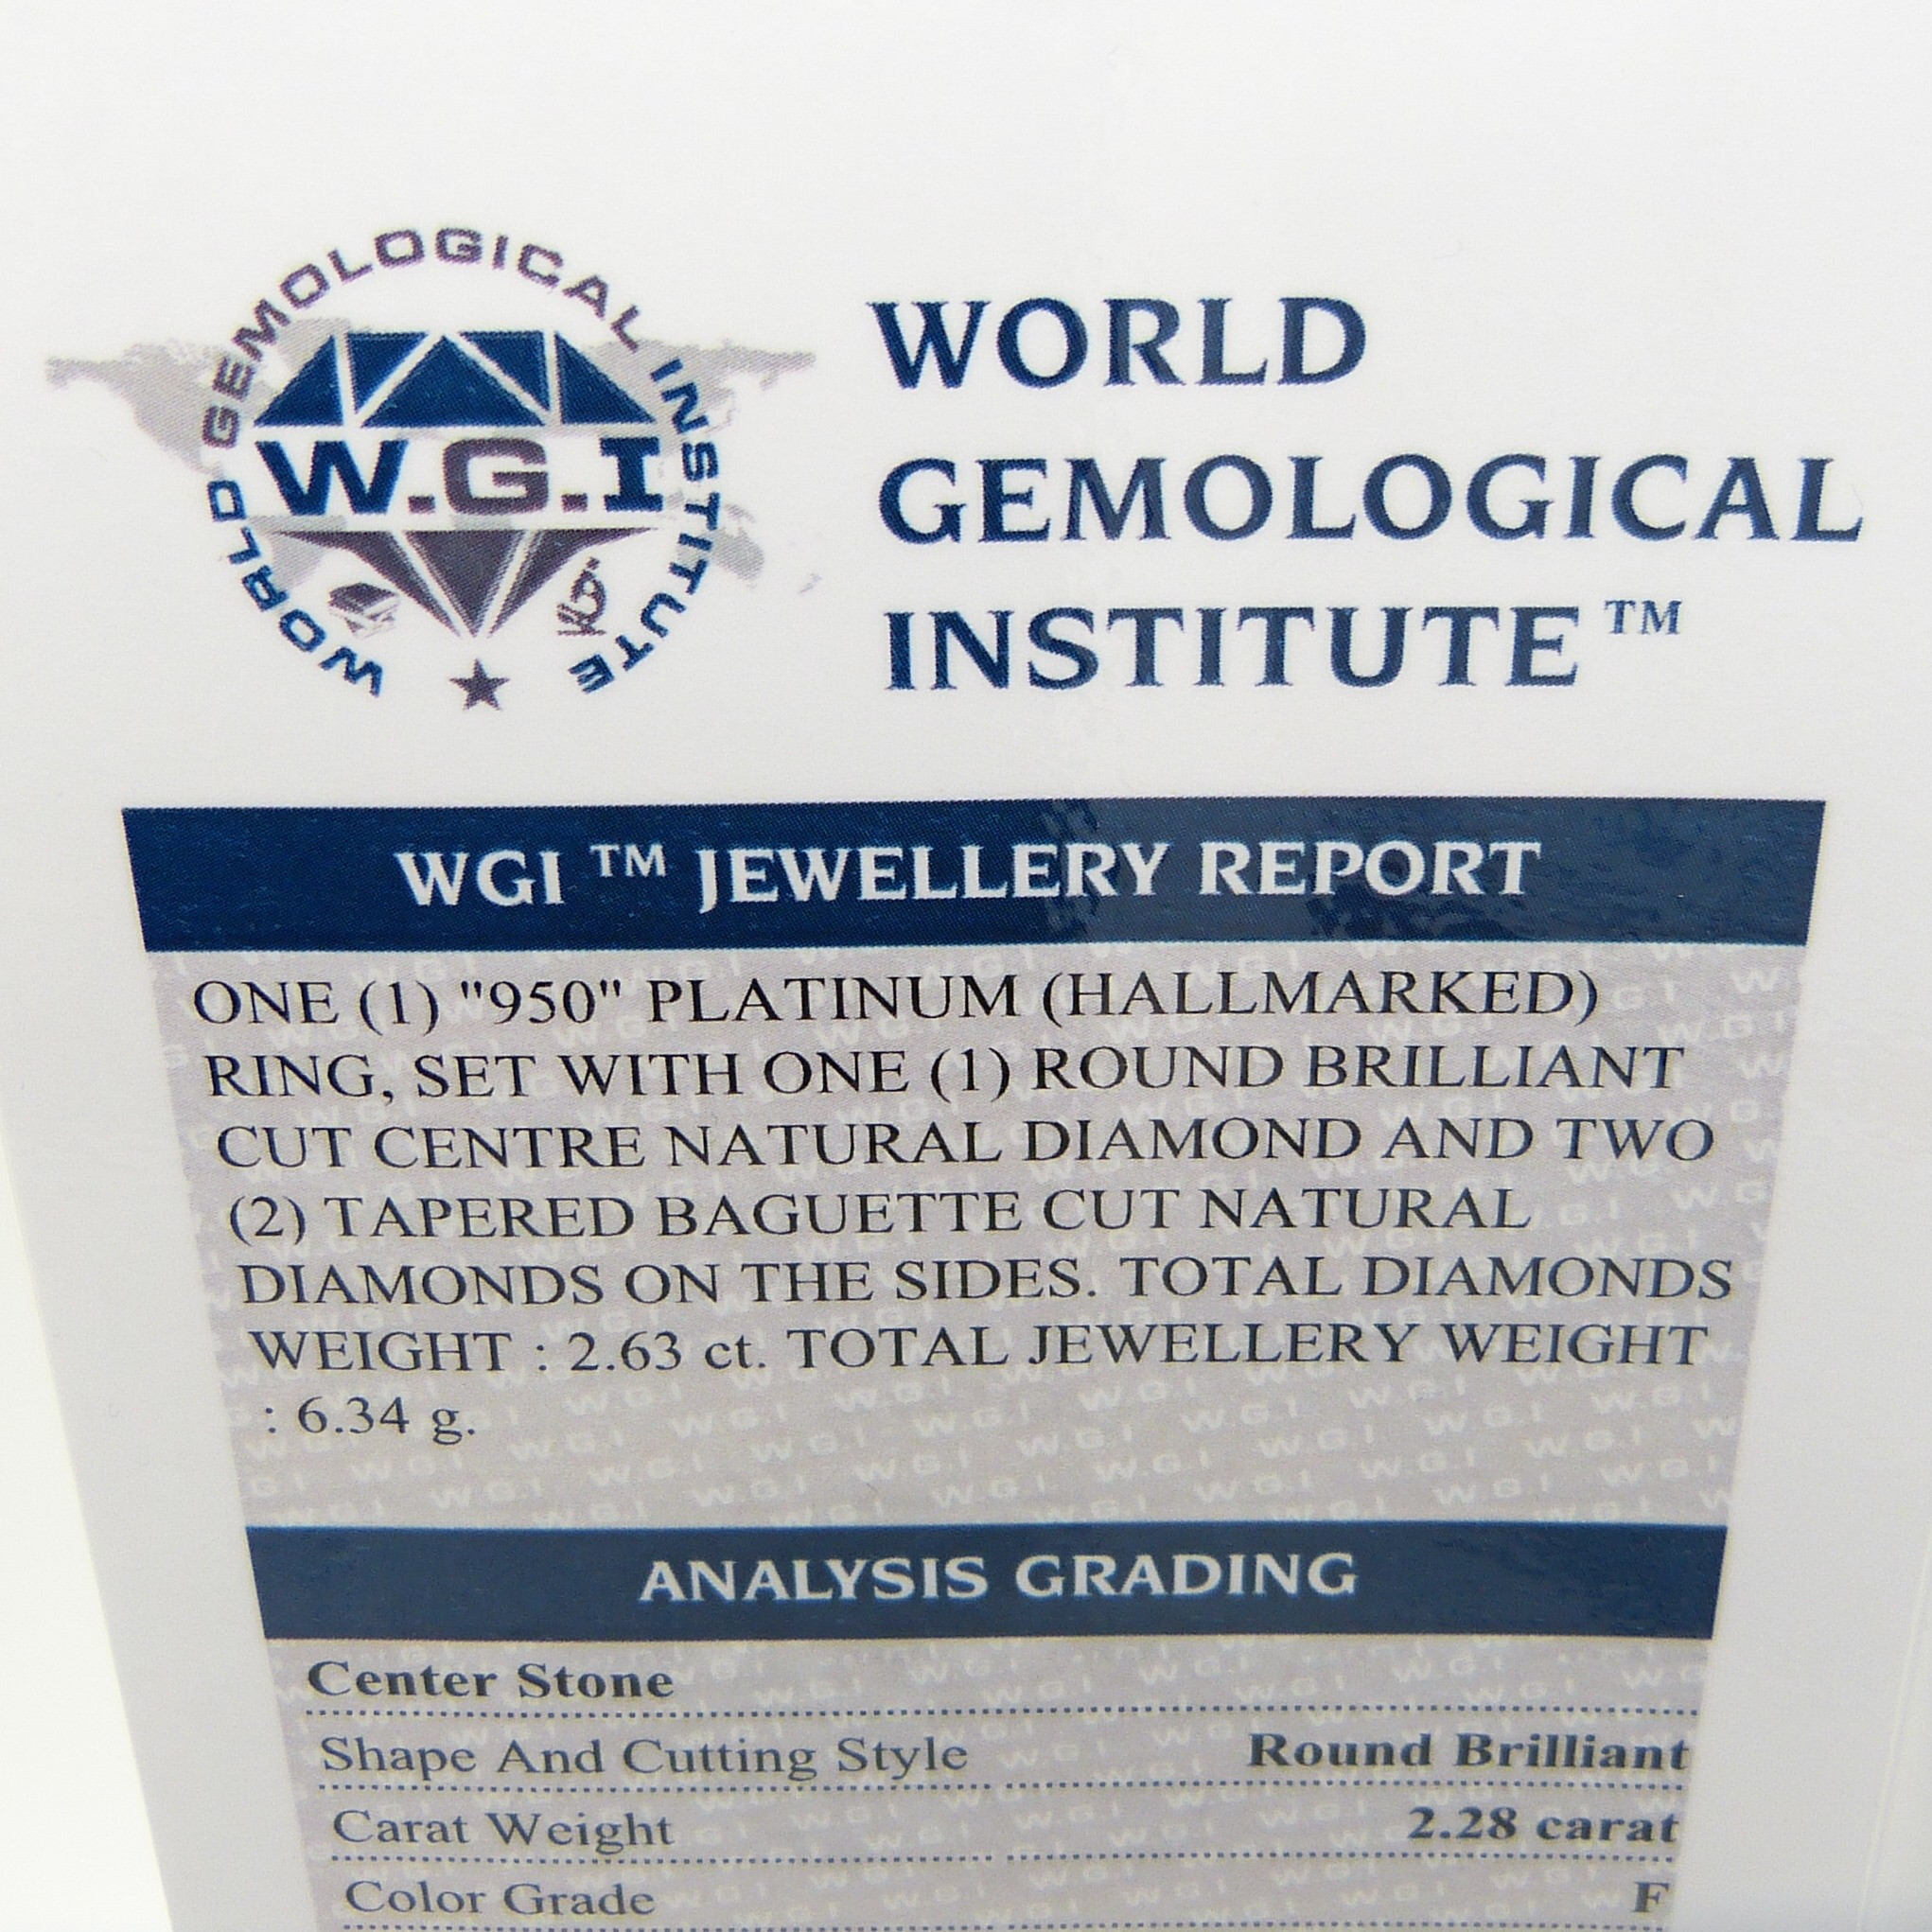 WORLD GEMOLOGICAL INSTITUTE
W.G.I
WORLD
GEMOLOGICAL
INSTITUTE™
WGI ™ JEWELLERY REPORT
ONE (1) "950" PLATINUM (HALLMARKED)
RING, SET WITH ONE (1) ROUND BRILLIANT
CUT CENTRE NATURAL DIAMOND AND TWO
(2) TAPERED BAGUETTE CUT NATURAL
DIAMONDS ON THE SIDES. TOTAL DIAMONDS
WEIGHT : 2.63 ct. TOTAL JEWELLERY WEIGHT
: 6.34 g.
ANALYSIS GRADING
Center Stone
Shape And Cutting Style Round Brilliant
Carat Weight 2.28 carat
Color Grade F